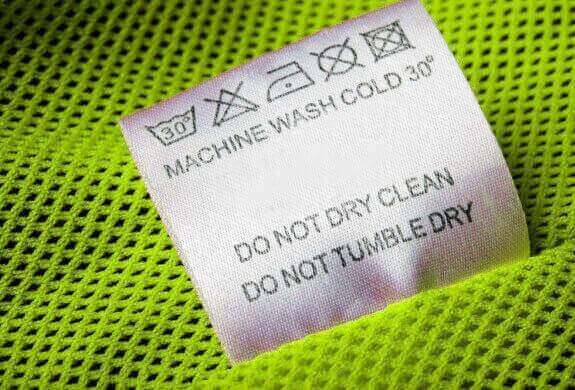 30°
MACHINE WASH COLD 30°
DO NOT DRY CLEAN
DO NOT TUMBLE DRY